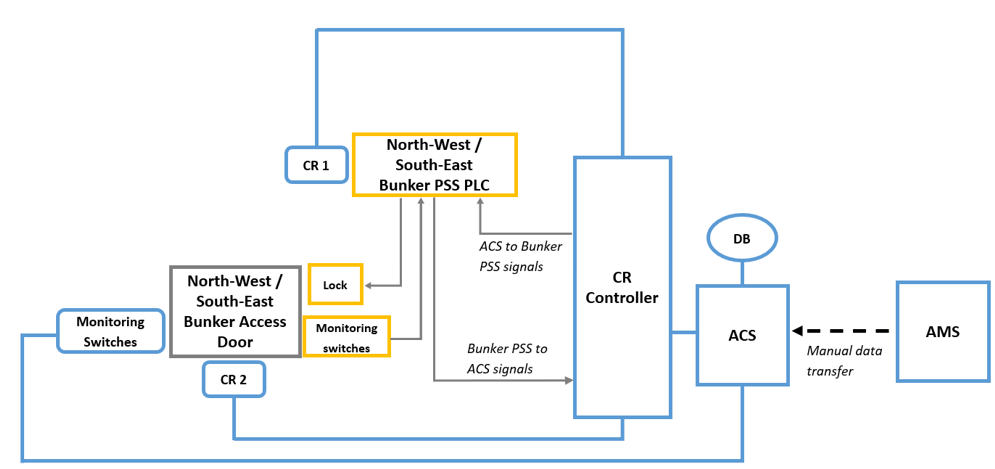 CR 1
North-West /
South-East
Bunker PSS PLC
ACS to Bunker
PSS signals
DB
North-West /
South-East
Bunker Access
Door
Lock
CR
Controller
Monitoring
Switches
Monitoring
switches
ACS
AMS
Manual data
transfer
Bunker PSS to
ACS signals
CR 2